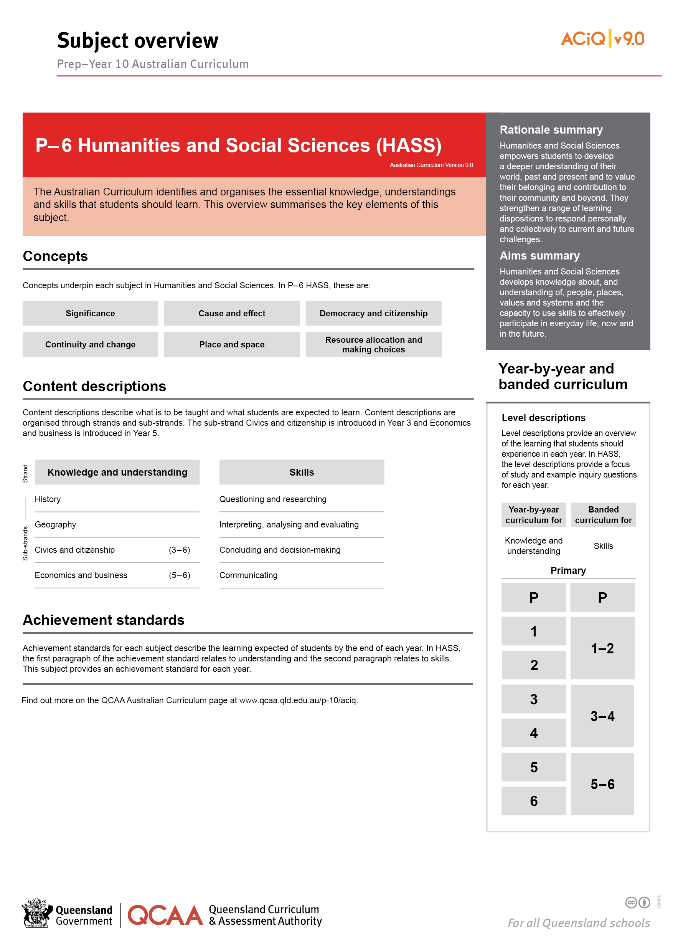 Subject overview
Prep–Year 10 Australian Curriculum
ACiQ v9.0
P–6 Humanities and Social Sciences (HASS)
Australian Curriculum Version 9.0
The Australian Curriculum identifies and organises the essential knowledge, understandings
and skills that students should learn. This overview summarises the key elements of this
subject.
Concepts
Concepts underpin each subject in Humanities and Social Sciences. In P–6 HASS, these are:
Significance
Cause and effect
Democracy and citizenship
Continuity and change
Place and space
Resource allocation and
making choices
Content descriptions
Content descriptions describe what is to be taught and what students are expected to learn. Content descriptions are
organised through strands and sub-strands. The sub-strand Civics and citizenship is introduced in Year 3 and Economics
and business is introduced in Year 5.
Strand
Knowledge and understanding
Skills
Sub-strands
History
Questioning and researching
Geography
Interpreting, analysing and evaluating
Civics and citizenship (3–6)
Concluding and decision-making
Economics and business (5–6)
Communicating
Achievement standards
Achievement standards for each subject describe the learning expected of students by the end of each year. In HASS,
the first paragraph of the achievement standard relates to understanding and the second paragraph relates to skills.
This subject provides an achievement standard for each year.
Find out more on the QCAA Australian Curriculum page at www.qcaa.qld.edu.au/p-10/aciq.
Rationale summary
Humanities and Social Sciences
empowers students to develop
a deeper understanding of their
world, past and present and to value
their belonging and contribution to
their community and beyond. They
strengthen a range of learning
dispositions to respond personally
and collectively to current and future
challenges.
Aims summary
Humanities and Social Sciences
develops knowledge about, and
understanding of, people, places,
values and systems and the
capacity to use skills to effectively
participate in everyday life, now and
in the future.
Year-by-year and
banded curriculum
Level descriptions
Level descriptions provide an overview
of the learning that students should
experience in each year. In HASS,
the level descriptions provide a focus
of study and example inquiry questions
for each year.
Year-by-year
curriculum for
Banded
curriculum for
Knowledge and
understanding
Skills
Primary
P
P
1
1–2
2
3
3–4
4
5
5–6
6
Queensland
Government
QCAA
Queensland Curriculum
& Assessment Authority
For all Queensland schools